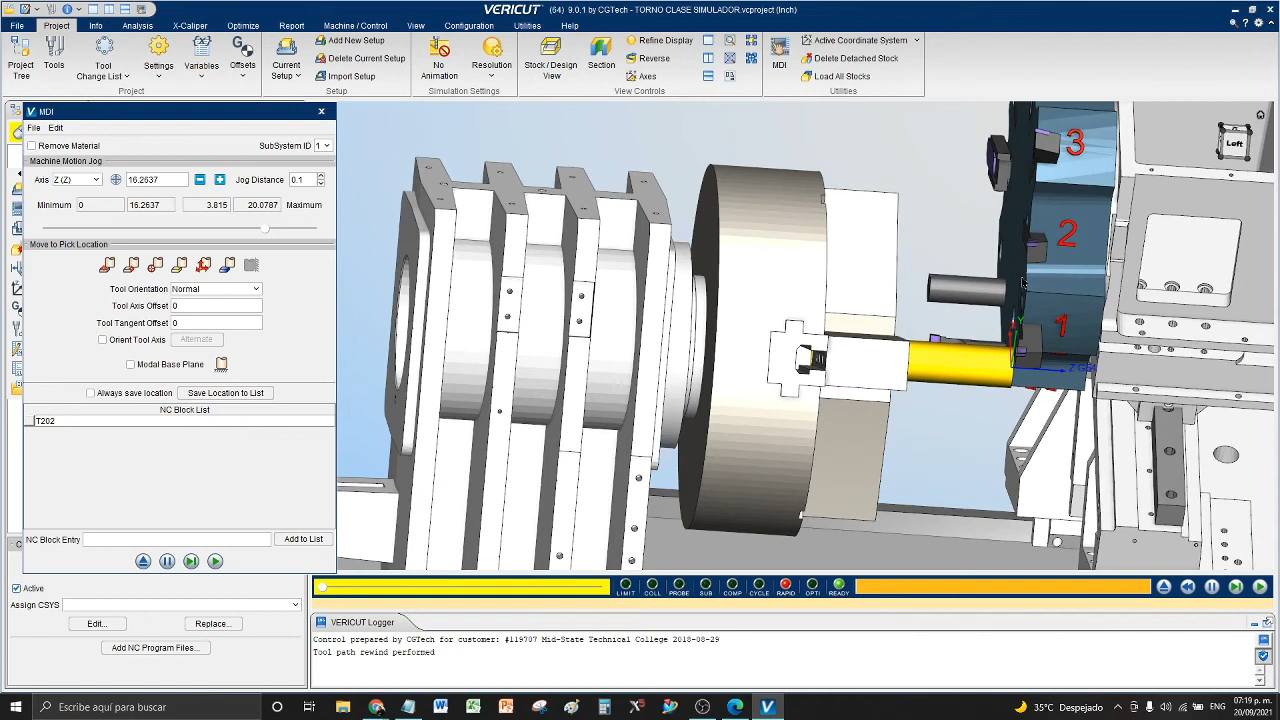 VERICUT (64) 9.0.1 by CGTech - TORNO CLASE SIMULADOR.vcproject (Inch)
File Project Info Analysis X-Caliper Optimize Report Machine / Control View Configuration Utilities Help
Project Tree
Tools
Tool Change List
Settings
Variables
Offsets
Project
Current Setup
Add New Setup
Delete Current Setup
Import Setup
Setup
No Animation
Resolution
Simulation Settings
Stock / Design View
Section
Refine Display
Reverse
Axes
View Controls
MDI
Active Coordinate System
Delete Detached Stock
Load All Stocks
Utilities
MDI
File Edit
Remove Material SubSystem ID 1
Machine Motion Jog
Axis Z (Z) 16.2637 Jog Distance 0.1
Minimum 0 16.2637 3.815 20.0787 Maximum
Move to Pick Location
Tool Orientation Normal
Tool Axis Offset 0
Tool Tangent Offset 0
Orient Tool Axis Alternate
Modal Base Plane
Always save location Save Location to List
NC Block List
T202
NC Block Entry Add to List
Active
Assign CSYS
Edit... Replace...
Add NC Program Files...
Left
3
2
1
Y
LIMIT COLL PROBE SUB COMP CYCLE RAPID OPTI READY
VERICUT Logger
Control prepared by CGTech for customer: #119707 Mid-State Technical College 2018-08-29
Tool path rewind performed
Escribe aquí para buscar
35°C Despejado ENG 07:19 p. m.
20/09/2021